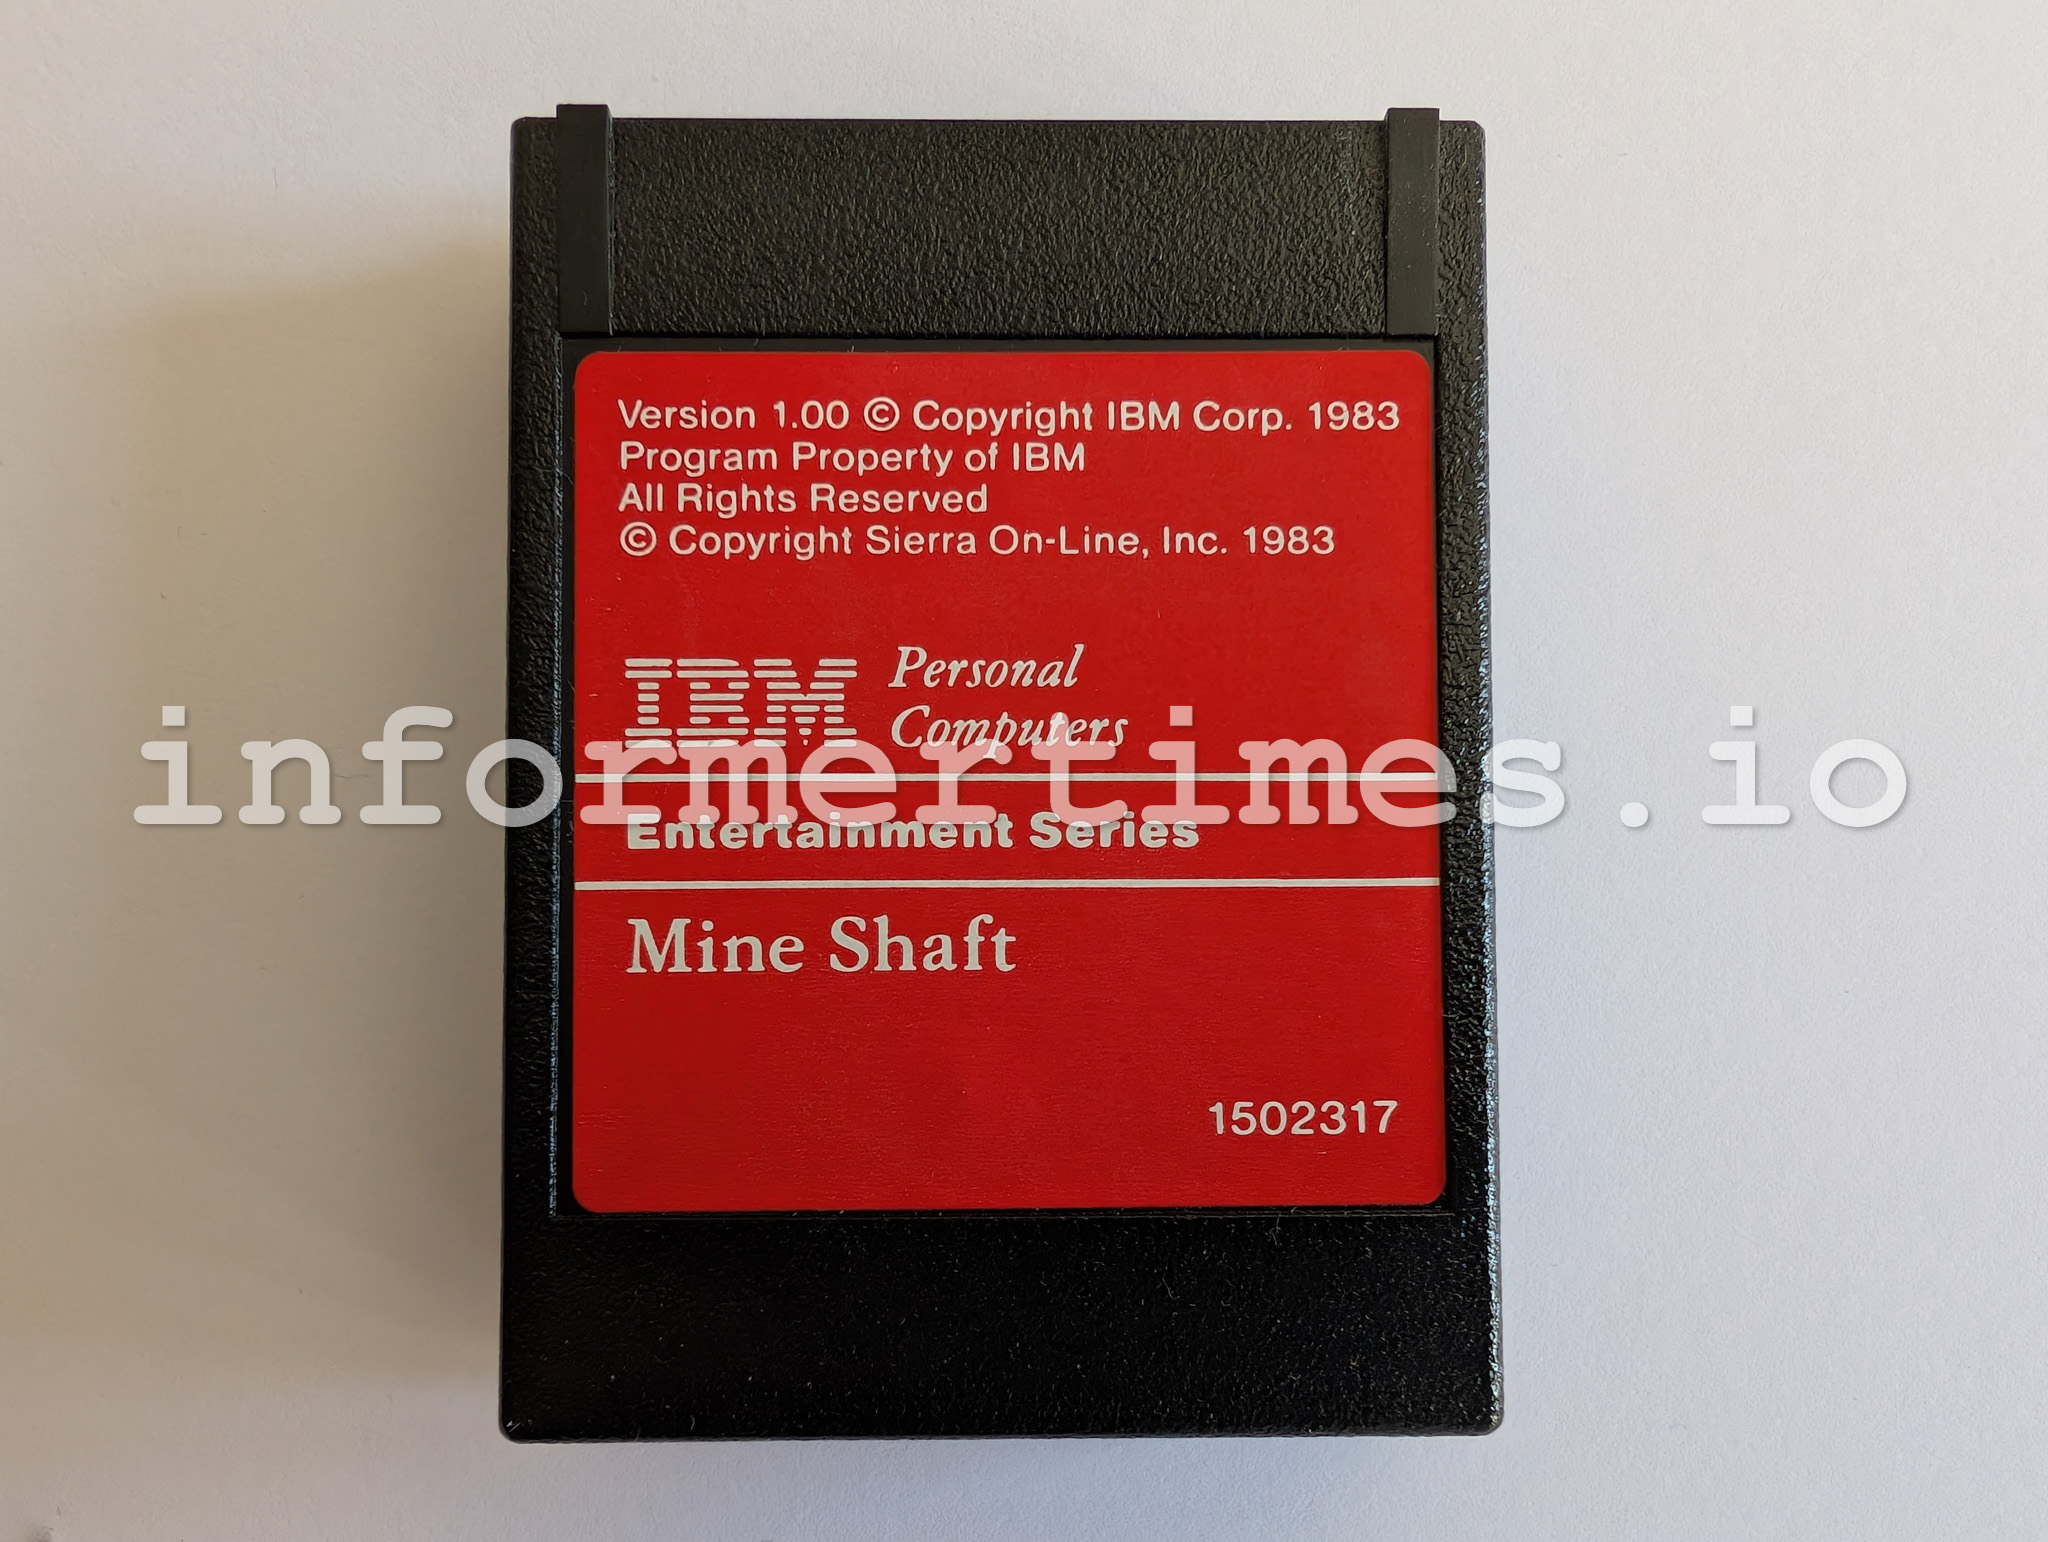 Version 1.00 © Copyright IBM Corp. 1983
Program Property of IBM
All Rights Reserved
© Copyright Sierra On-Line, Inc. 1983
IBM Personal
Computers
informertimes.io
Entertainment Series
Mine Shaft
1502317